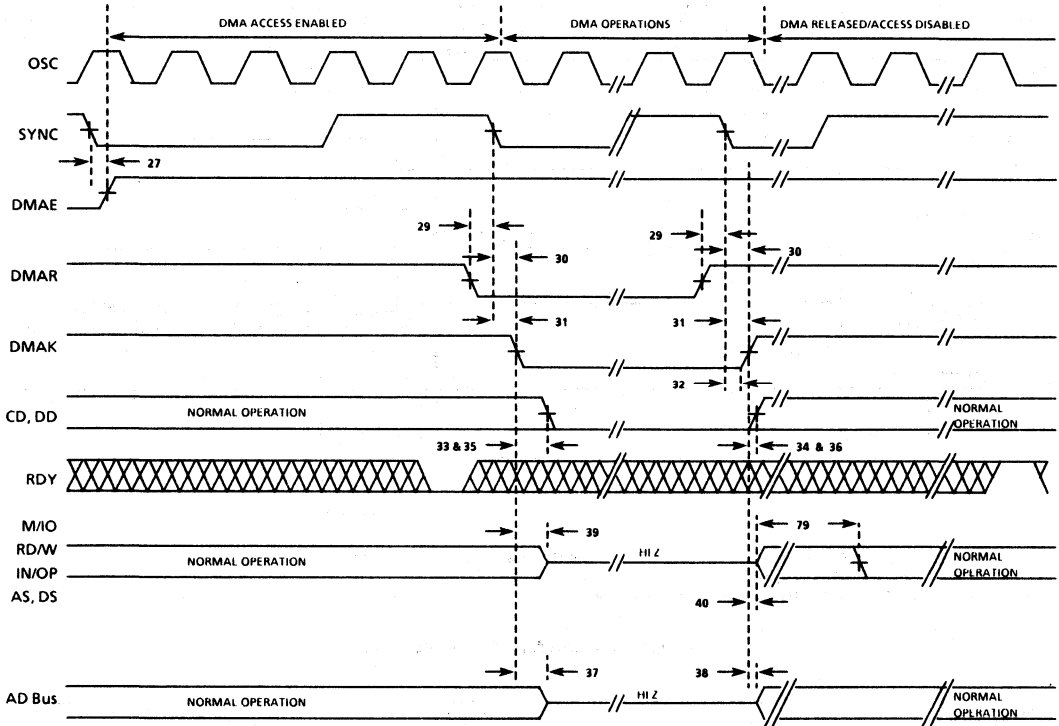 DMA ACCESS ENABLED DMA OPERATIONS DMA RELEASED/ACCESS DISABLED
OSC
SYNC
27
DMAE
29 29
30 30
DMAR
31 31
DMAK
32
CD, DD NORMAL OPERATION NORMAL OPERATION
33 & 35 34 & 36
RDY
M/IO
39 79
RD/W
NORMAL OPERATION HI Z NORMAL OPERATION
IN/OP
AS, DS
40
37 38
AD Bus NORMAL OPERATION HI Z NORMAL OPERATION